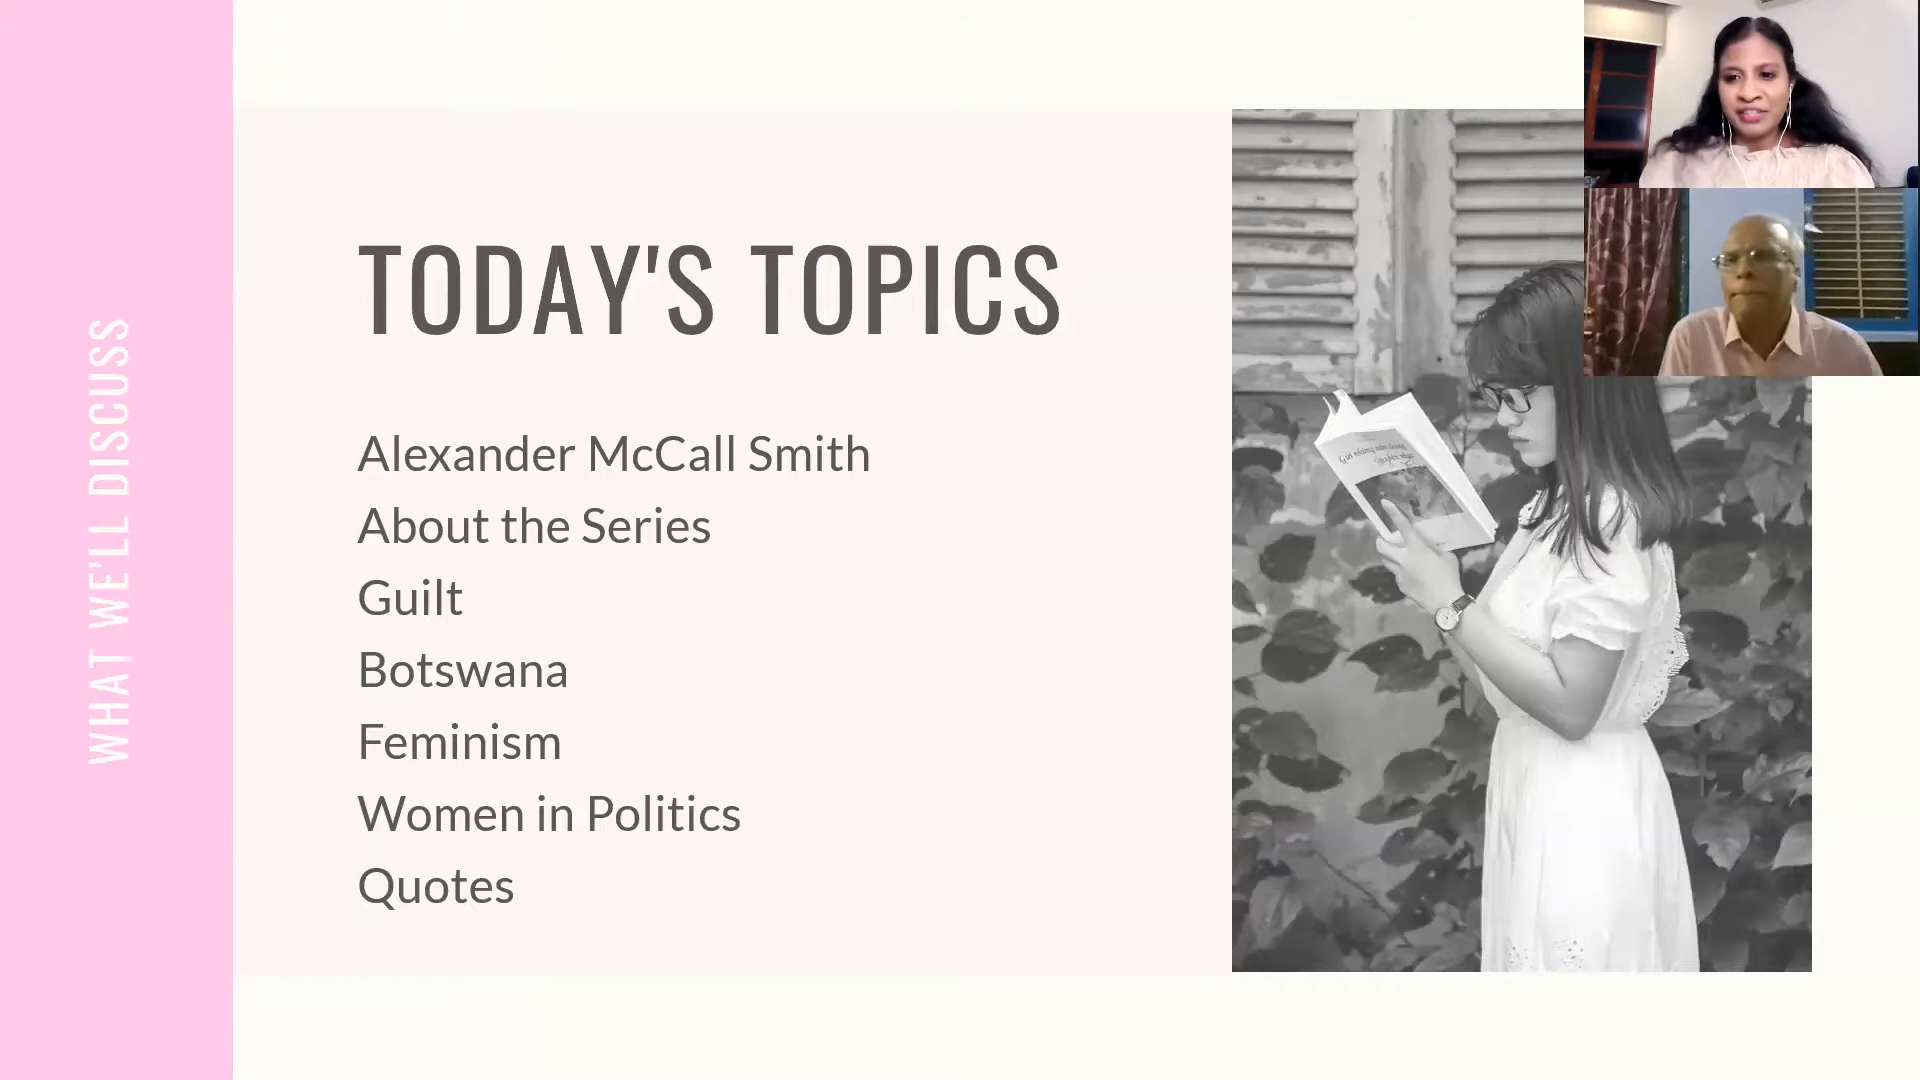 WHAT WE'LL DISCUSS
TODAY'S TOPICS
Alexander McCall Smith
About the Series
Guilt
Botswana
Feminism
Women in Politics
Quotes